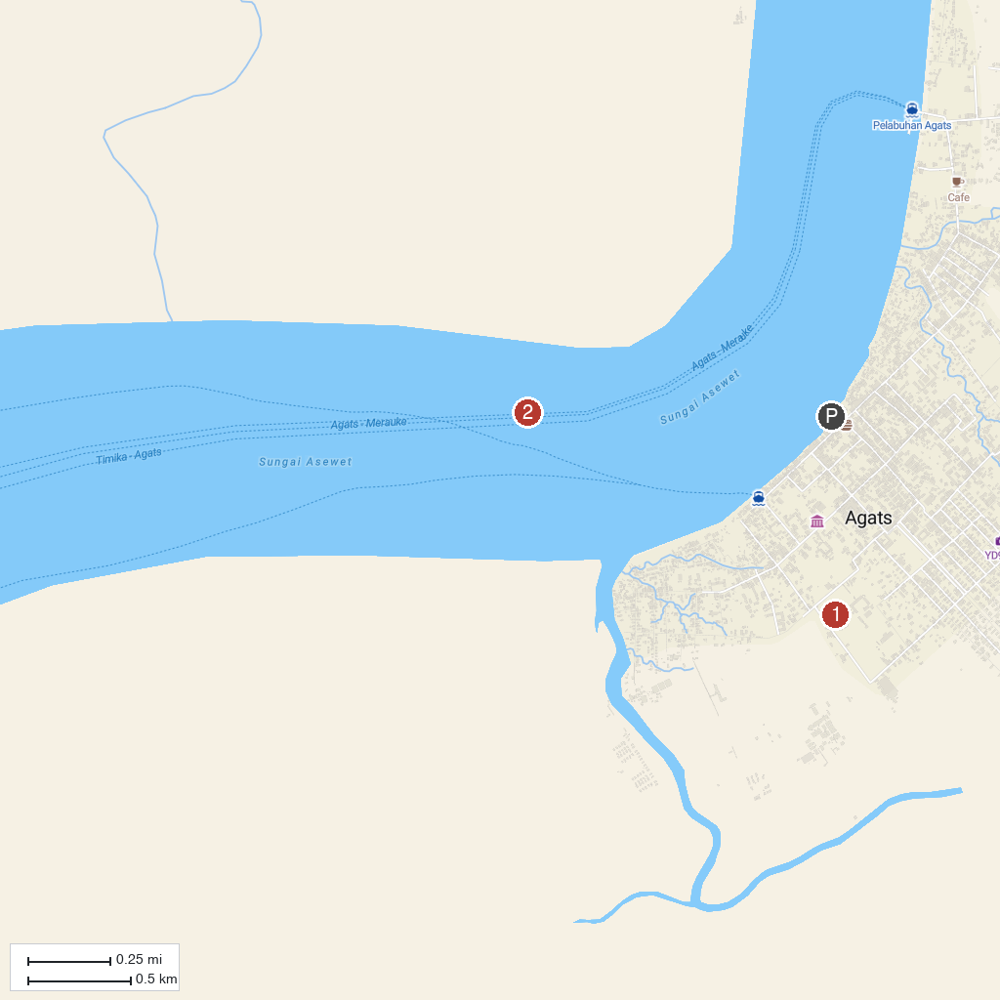 Pelabuhan Agats
Cafe
Agats - Merauke
Sungai Asewet
2
P
Agats - Merauke
Timika - Agats
Sungai Asewet
Agats
1
0.25 mi
0.5 km